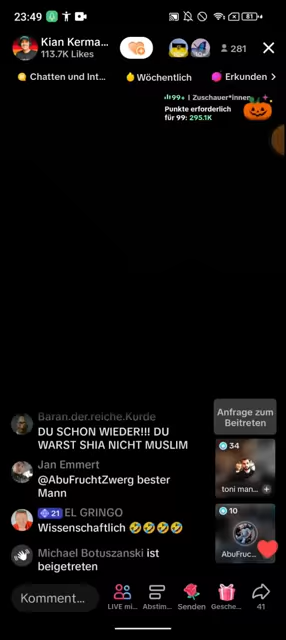 23:49
81
Kian Kerma...
113.7K Likes
281
Chatten und Int...
Wöchentlich
Erkunden >
99+ | Zuschauer*innen
Punkte erforderlich
für 99: 295.1K
Baran.der.reiche.Kurde
DU SCHON WIEDER!!! DU
WARST SHIA NICHT MUSLIM
Anfrage zum
Beitreten
34
toni man...
Jan Emmert
@AbuFruchtZwerg bester
Mann
21 EL GRINGO
Wissenschaftlich 🤣🤣🤣🤣
10
AbuFruc...
Michael Botuszanski ist
beigetreten
Komment...
LIVE mi...
Abstim...
Senden
Gesche...
41